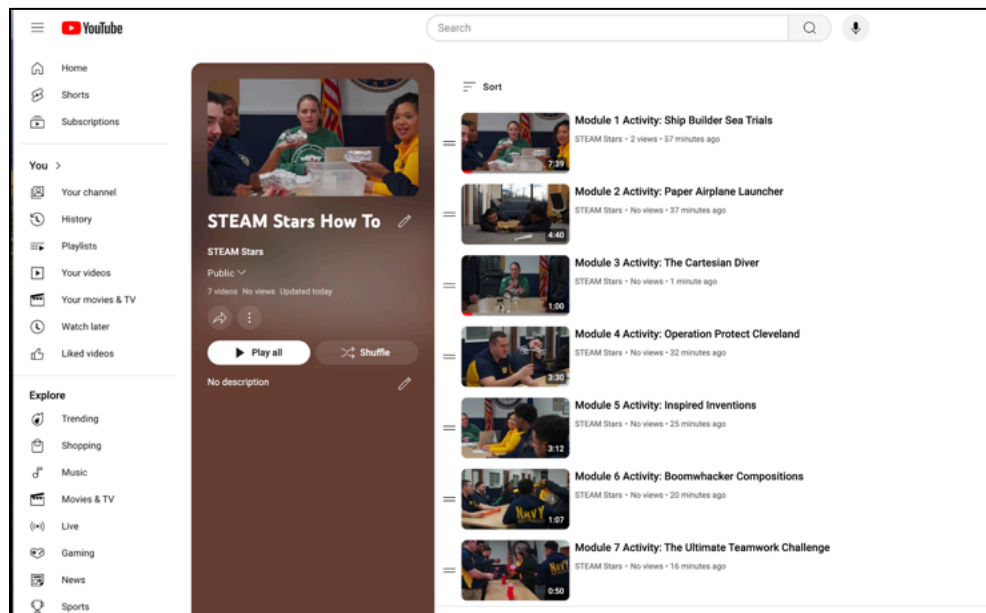 YouTube
Search
Home
Shorts
Subscriptions
You
Your channel
History
Playlists
Your videos
Your movies & TV
Watch later
Liked videos
Explore
Trending
Shopping
Music
Movies & TV
Live
Gaming
News
Sports
STEAM Stars How To
STEAM Stars
Public
7 videos No views Updated today
Play all
Shuffle
No description
Sort
7:39
Module 1 Activity: Ship Builder Sea Trials
STEAM Stars • 2 views • 57 minutes ago
4:40
Module 2 Activity: Paper Airplane Launcher
STEAM Stars • No views • 37 minutes ago
1:00
Module 3 Activity: The Cartesian Diver
STEAM Stars • No views • 1 minute ago
3:30
Module 4 Activity: Operation Protect Cleveland
STEAM Stars • No views • 32 minutes ago
3:12
Module 5 Activity: Inspired Inventions
STEAM Stars • No views • 25 minutes ago
NAVY
1:07
Module 6 Activity: Boomwhacker Compositions
STEAM Stars • No views • 20 minutes ago
0:50
Module 7 Activity: The Ultimate Teamwork Challenge
STEAM Stars • No views • 16 minutes ago